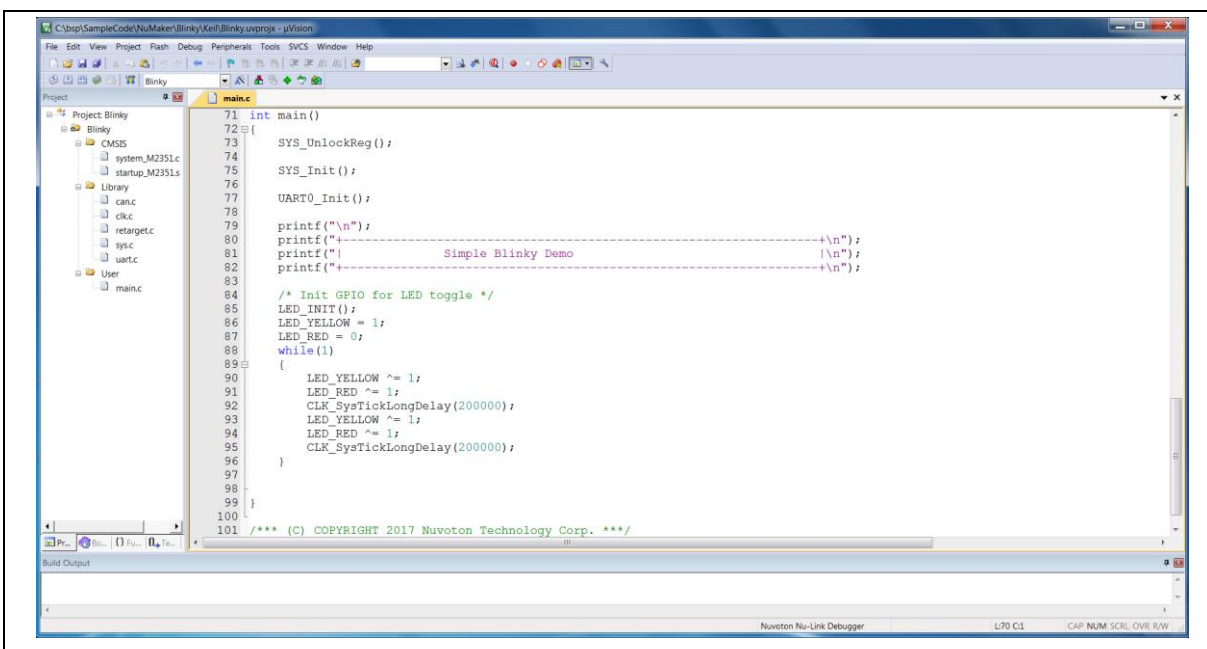 C:\bsp\SampleCode\NuMaker\Blinky\Keil\Blinky.uvprojx - µVision
File Edit View Project Flash Debug Peripherals Tools SVCS Window Help
Blinky
Project
main.c
Project: Blinky
Blinky
CMSIS
system_M2351.c
startup_M2351.s
Library
can.c
clk.c
retarget.c
sys.c
uart.c
User
main.c
71 int main()
72 {
73 SYS_UnlockReg();
74
75 SYS_Init();
76
77 UART0_Init();
78
79 printf("\n");
80 printf("+-----------------------------------------------------------------+\n");
81 printf("| Simple Blinky Demo |\n");
82 printf("+-----------------------------------------------------------------+\n");
83
84 /* Init GPIO for LED toggle */
85 LED_INIT();
86 LED_YELLOW = 1;
87 LED_RED = 0;
88 while(1)
89 {
90 LED_YELLOW ^= 1;
91 LED_RED ^= 1;
92 CLK_SysTickLongDelay(200000);
93 LED_YELLOW ^= 1;
94 LED_RED ^= 1;
95 CLK_SysTickLongDelay(200000);
96 }
97
98
99 }
100
101 /*** (C) COPYRIGHT 2017 Nuvoton Technology Corp. ***/
Pr... Bo... {} Fu... 0+ Te...
Build Output
Nuvoton Nu-Link Debugger L:70 C:1 CAP NUM SCRL OVR R/W